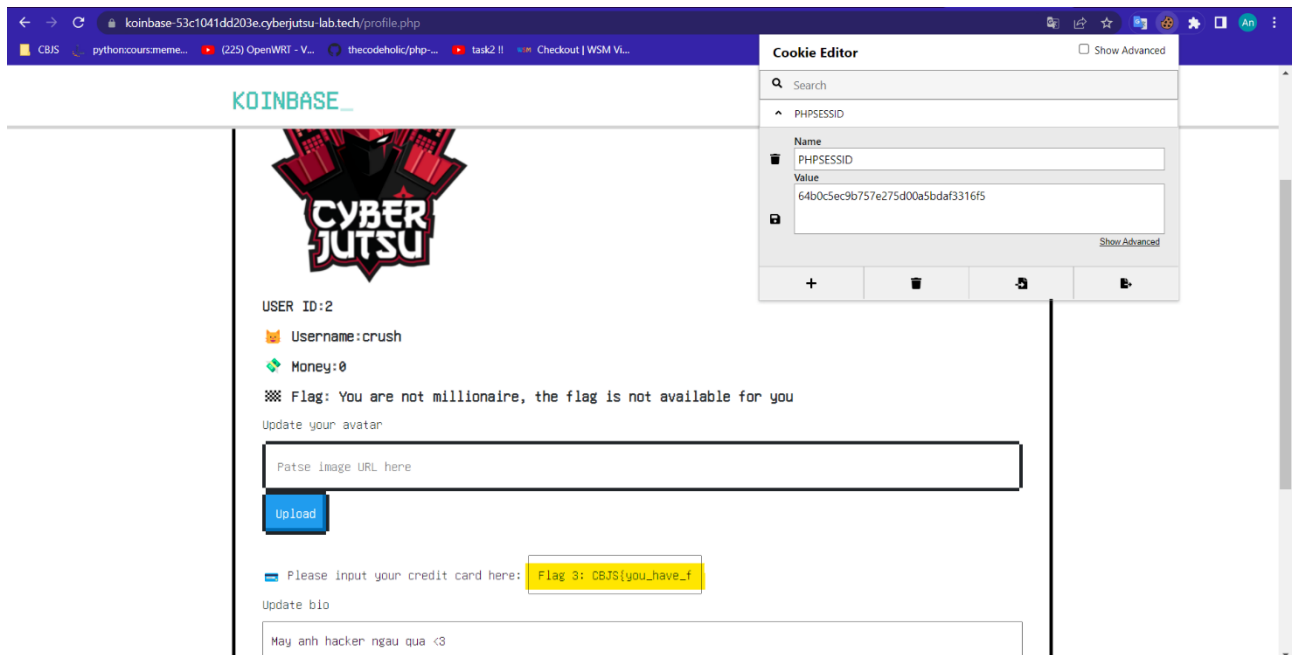 koinbase-53c1041dd203e.cyberjutsu-lab.tech/profile.php
An
CBJS
python:cours:meme...
(225) OpenWRT - V...
thecodeholic/php-...
task2 !!
WSM
Checkout | WSM Vi...
Cookie Editor
Show Advanced
Search
PHPSESSID
Name
PHPSESSID
Value
64b0c5ec9b757e275d00a5bdaf3316f5
Show Advanced
KOINBASE_
CYBER
-JUTSU
USER ID:2
Username:crush
Money:0
Flag: You are not millionaire, the flag is not available for you
Update your avatar
Patse image URL here
Upload
Please input your credit card here: Flag 3: CBJS{you_have_f
Update bio
May anh hacker ngau qua <3